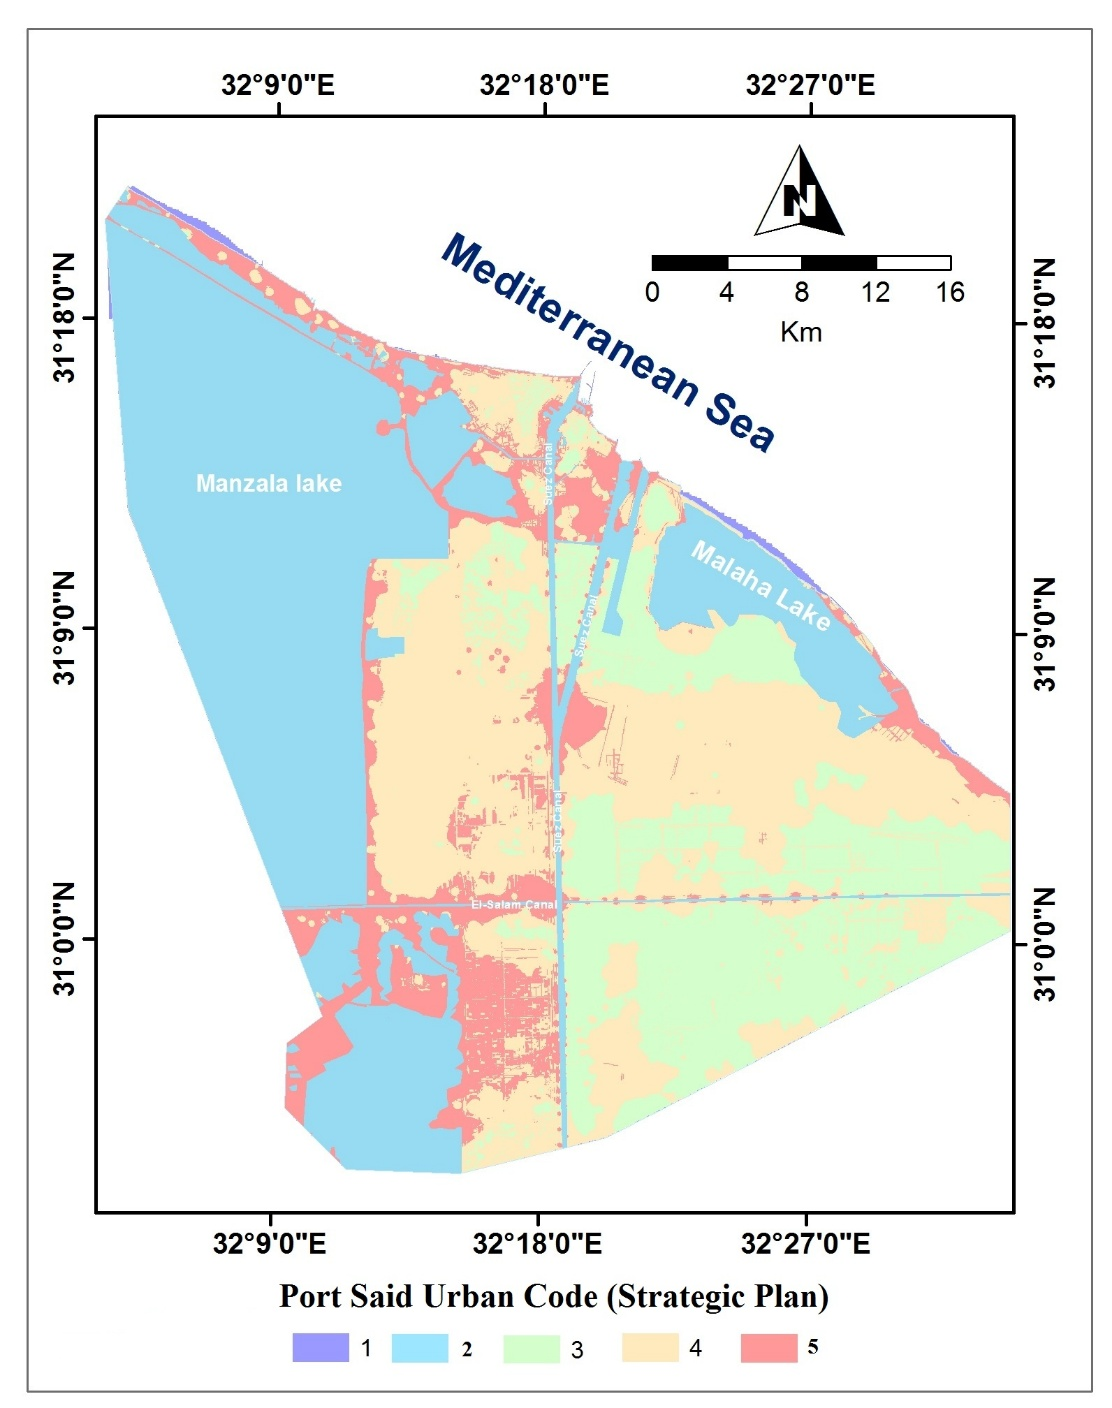 32°9'0"E 32°18'0"E 32°27'0"E
N
0 4 8 12 16
Km
Mediterranean Sea
31°18'0"N
31°18'0"N
Manzala lake
Suez Canal
Malaha Lake
31°9'0"N
31°9'0"N
Suez Canal
Suez Canal
El-Salam Canal
31°0'0"N
31°0'0"N
32°9'0"E 32°18'0"E 32°27'0"E
Port Said Urban Code (Strategic Plan)
1 2 3 4 5